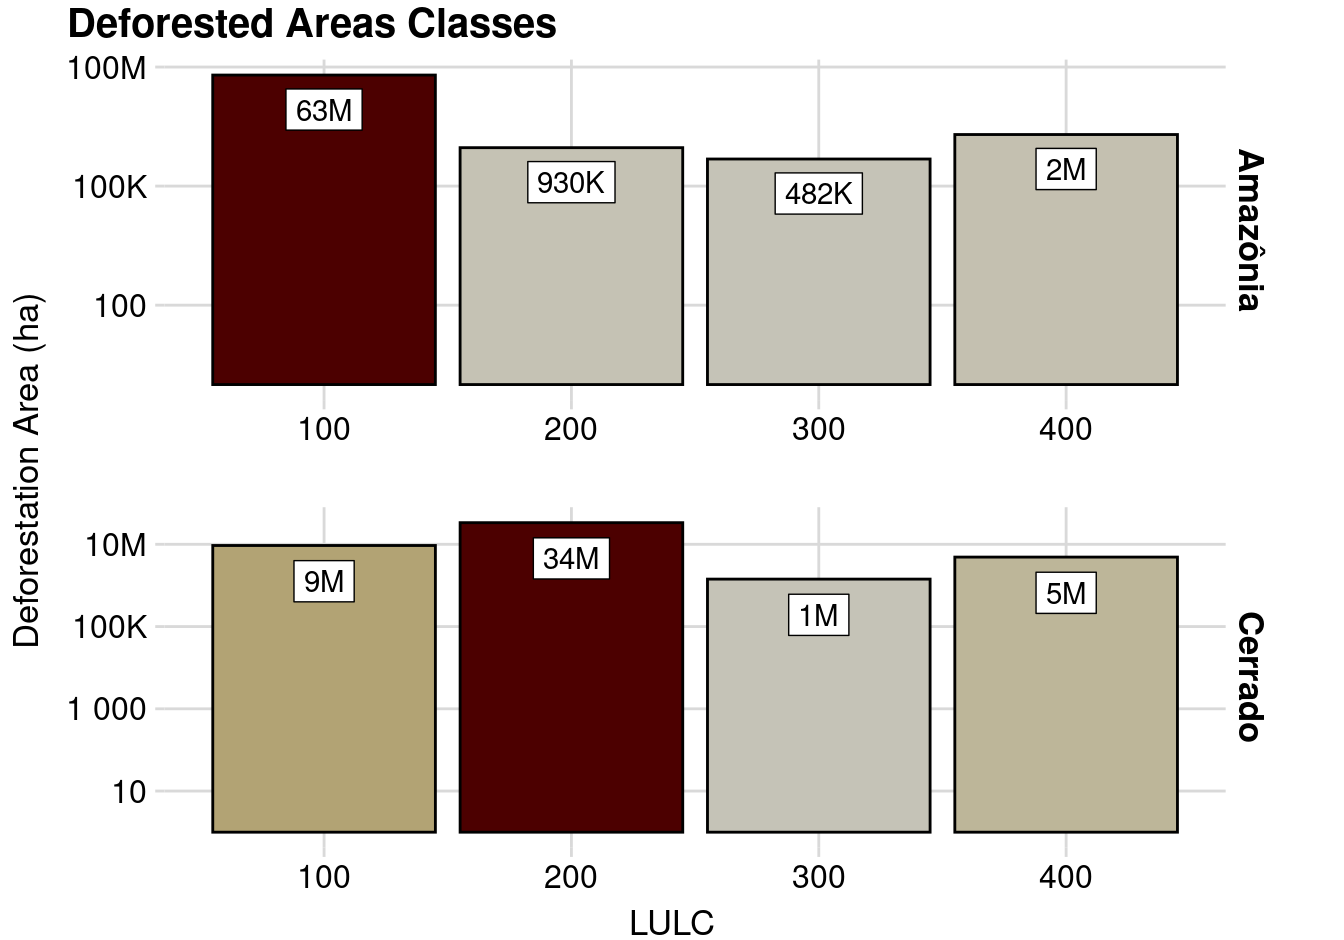 Deforested Areas Classes
100M
100K
100
63M
930K
482K
2M
100 200 300 400
Amazônia
Deforestation Area (ha)
10M
100K
1 000
10
9M
34M
1M
5M
100 200 300 400
Cerrado
LULC